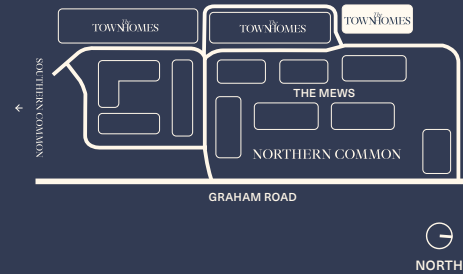 The
TOWNHOMES
The
TOWNHOMES
The
TOWNHOMES
SOUTHERN COMMON
THE MEWS
NORTHERN COMMON
GRAHAM ROAD
NORTH